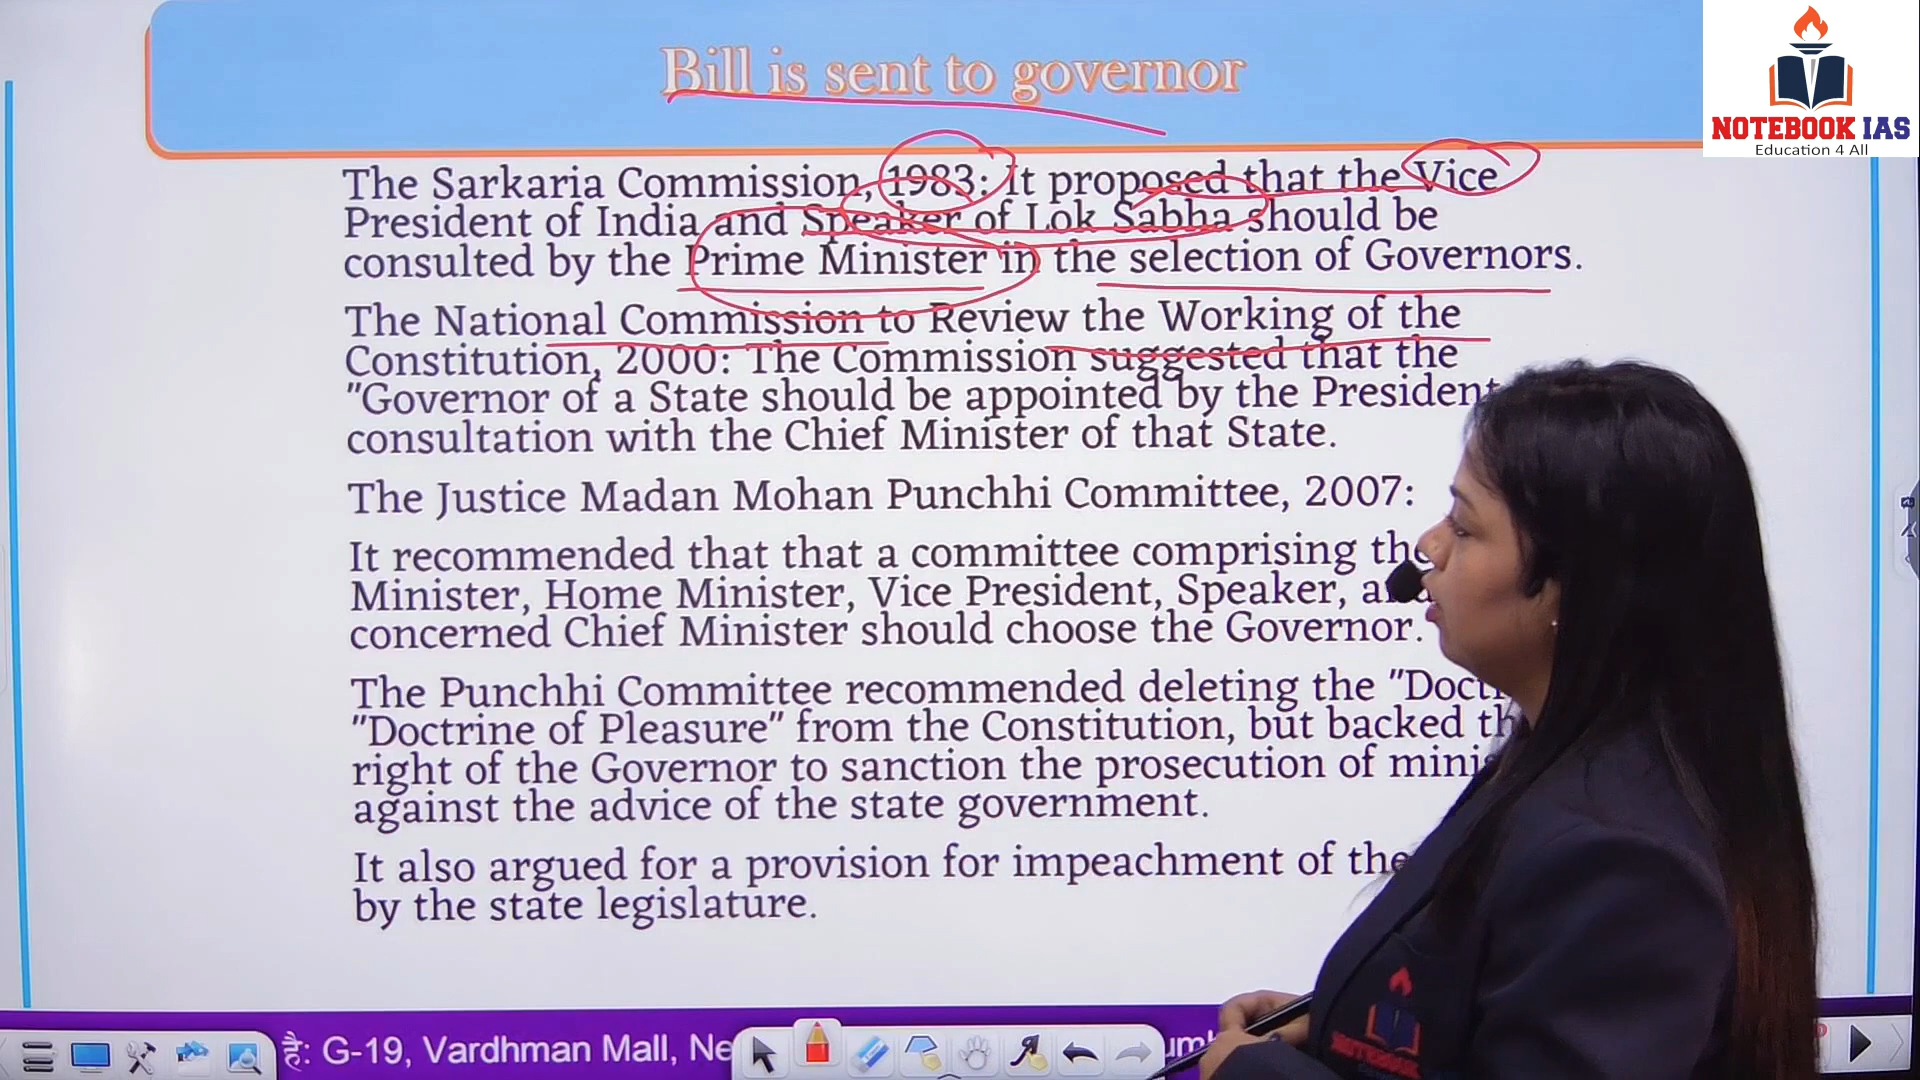 Bill is sent to governor
NOTEBOOK IAS
Education 4 All
The Sarkaria Commission, 1983: It proposed that the Vice
President of India and Speaker of Lok Sabha should be
consulted by the Prime Minister in the selection of Governors.
The National Commission to Review the Working of the
Constitution, 2000: The Commission suggested that the
"Governor of a State should be appointed by the President
consultation with the Chief Minister of that State.
The Justice Madan Mohan Punchhi Committee, 2007:
It recommended that that a committee comprising the
Minister, Home Minister, Vice President, Speaker,
concerned Chief Minister should choose the Governor.
The Punchhi Committee recommended deleting the
"Doctrine of Pleasure" from the Constitution, but backed
right of the Governor to sanction the prosecution of
against the advice of the state government.
It also argued for a provision for impeachment of the
by the state legislature.
है: G-19, Vardhman Mall,